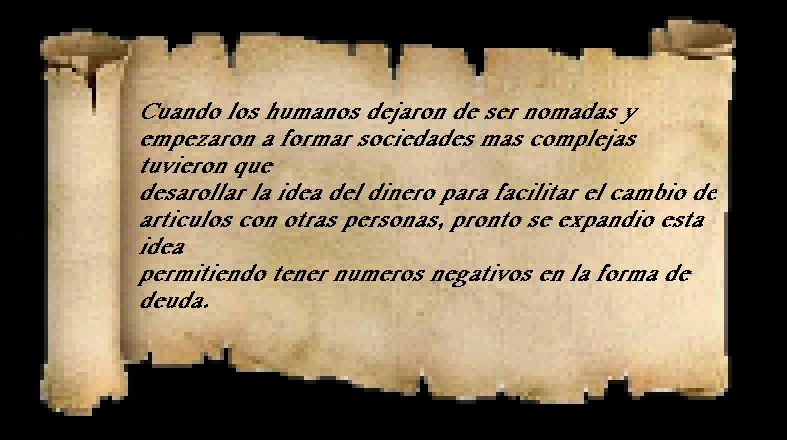 Cuando los humanos dejaron de ser nomadas y
empezaron a formar sociedades mas complejas
tuvieron que
desarollar la idea del dinero para facilitar el cambio de
articulos con otras personas, pronto se expandio esta
idea
permitiendo tener numeros negativos en la forma de
deuda.